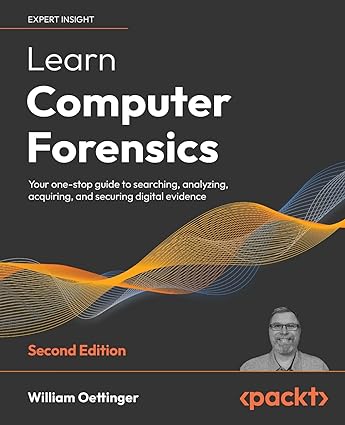 EXPERT INSIGHT
Learn
Computer
Forensics
Your one-stop guide to searching, analyzing,
acquiring, and securing digital evidence
Second Edition
William Oettinger
<packt>